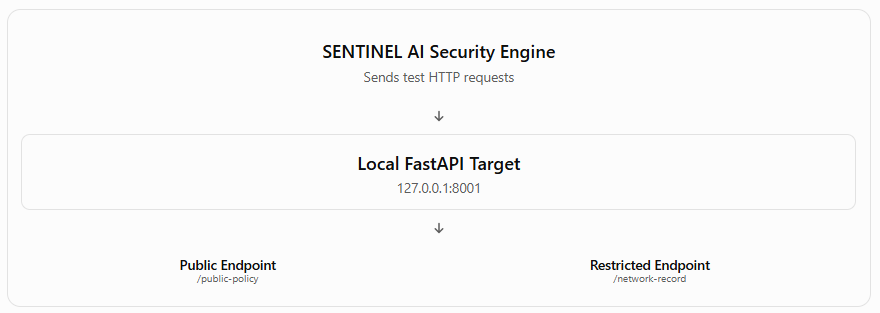 SENTINEL AI Security Engine
Sends test HTTP requests
↓
Local FastAPI Target
127.0.0.1:8001
↓
Public Endpoint
/public-policy
Restricted Endpoint
/network-record